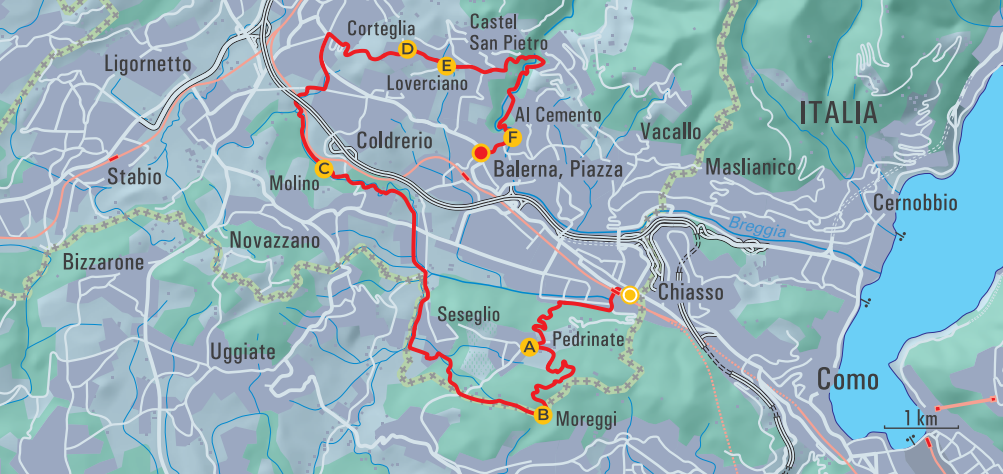 Castel
San Pietro
Corteglia
D
E
Ligornetto
Loverciano
ITALIA
Al Cemento
F
Vacallo
Coldrerio
Balerna, Piazza
Maslianico
Stabio
Molino
C
Cernobbio
Breggia
Novazzano
Bizzarone
Chiasso
Seseglio
Pedrinate
A
Uggiate
Como
B
Moreggi
1 km